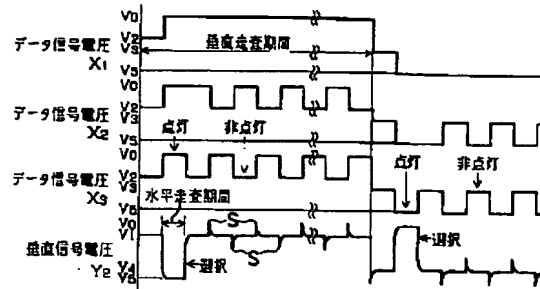 V0
V2
V3
データ信号電圧
X1
V5
垂直走査期間
V0
データ信号電圧
V2
V3
X2
V5
点灯
非点灯
V0
データ信号電圧
V2
V3
X3
V5
水平走査期間
点灯
非点灯
V0
V1
S
S
垂直信号電圧
Y2
V4
V5
選択
選択